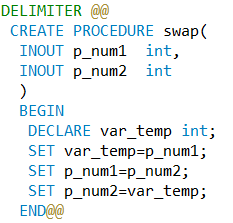 DELIMITER @@
CREATE PROCEDURE swap(
INOUT p_num1 int,
INOUT p_num2 int
)
BEGIN
DECLARE var_temp int;
SET var_temp=p_num1;
SET p_num1=p_num2;
SET p_num2=var_temp;
END@@